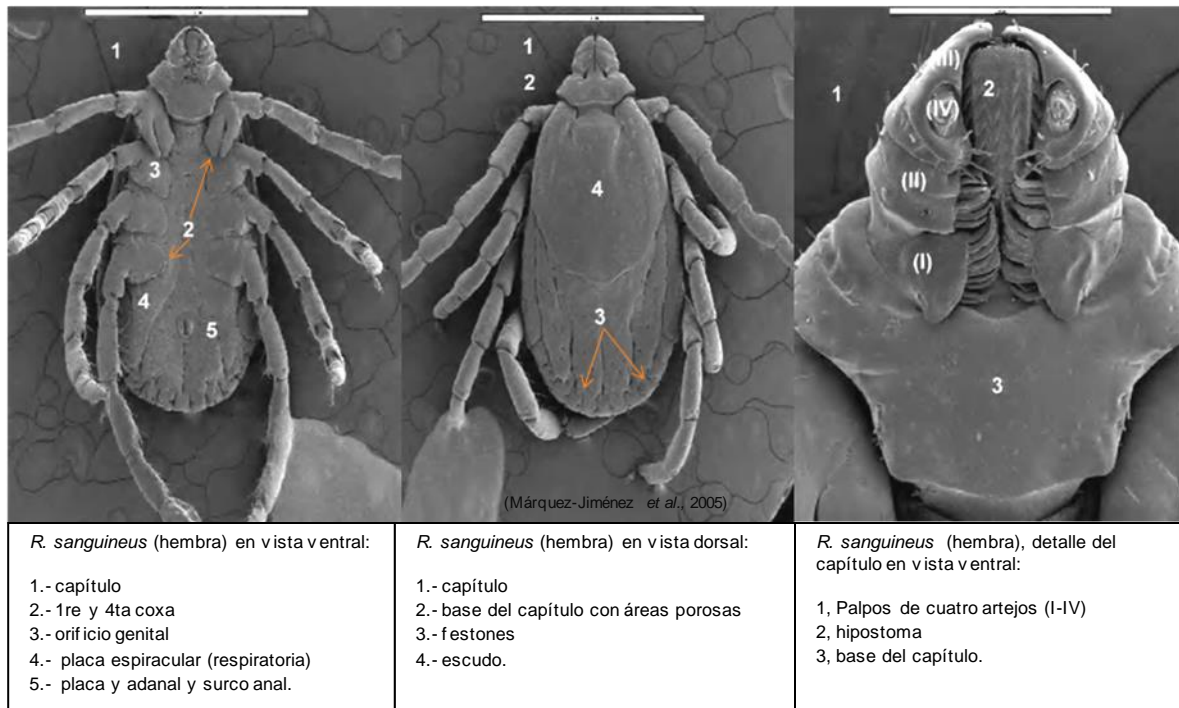 1
3
2
4
5
1
2
4
3
(Márquez-Jiménez et al., 2005)
1
(III)
2
(IV)
(II)
(I)
3
R. sanguineus (hembra) en vista ventral:
1.- capítulo
2.- 1re y 4ta coxa
3.- orificio genital
4.- placa espiracular (respiratoria)
5.- placa y adanal y surco anal.
R. sanguineus (hembra) en vista dorsal:
1.- capítulo
2.- base del capítulo con áreas porosas
3.- festones
4.- escudo.
R. sanguineus (hembra), detalle del
capítulo en vista ventral:
1, Palpos de cuatro artejos (I-IV)
2, hipostoma
3, base del capítulo.